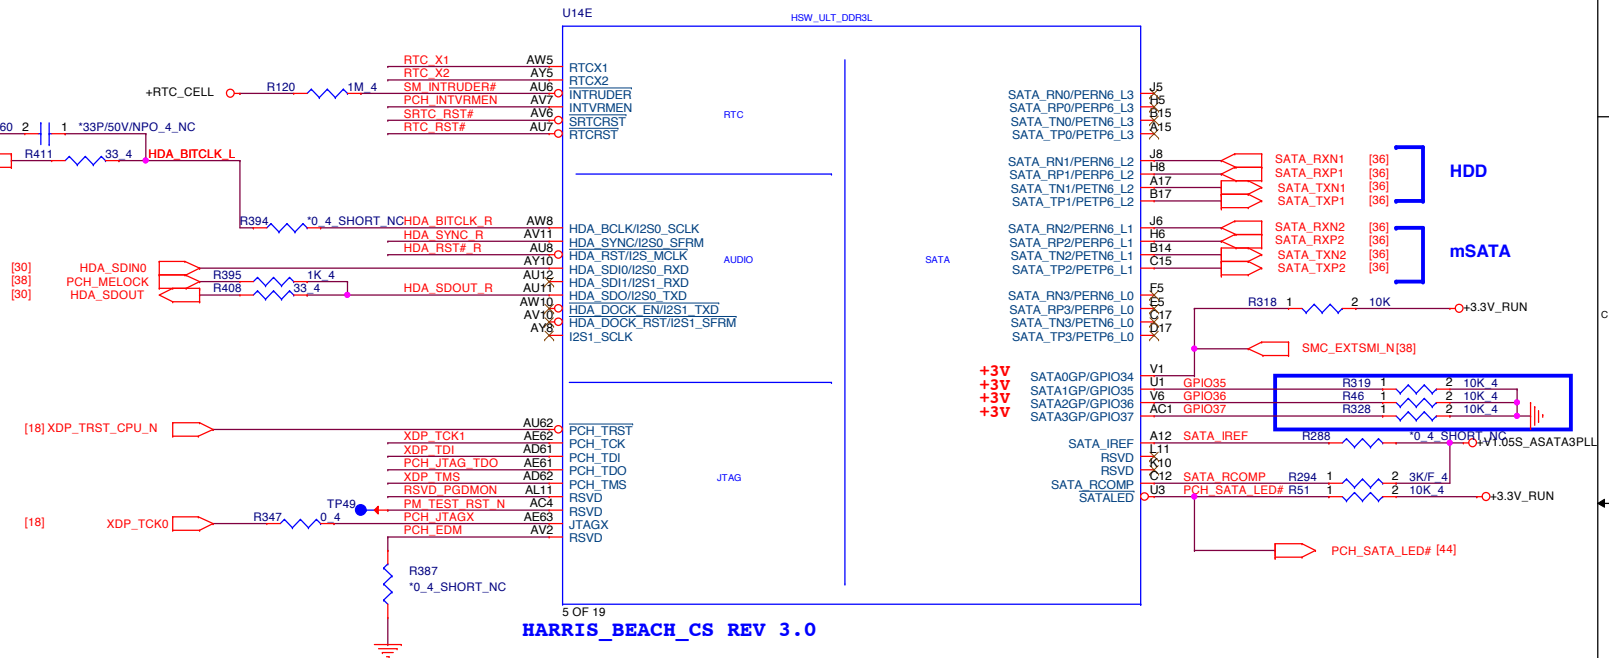 U14E
HSW_ULT_DDR3L
RTC_X1 AW5 RTCX1
RTC_X2 AY5 RTCX2
+RTC_CELL R120 1M_4 SM_INTRUDER# AU6 INTRUDER
PCH_INTVRMEN AV7 INTVRMEN
SRTC_RST# AV6 SRTCRST
RTC_RST# AU7 RTCRST
RTC
60 2 1 *33P/50V/NPO_4_NC
R411 33_4 HDA_BITCLK_L
R394 *0_4_SHORT_NC HDA_BITCLK_R AW8 HDA_BCLK/I2S0_SCLK
HDA_SYNC_R AV11 HDA_SYNC/I2S0_SFRM
HDA_RST#_R AU8 HDA_RST/I2S_MCLK
[30] HDA_SDIN0 AY10 HDA_SDI0/I2S0_RXD
[38] PCH_MELOCK R395 1K_4 AU12 HDA_SDI1/I2S1_RXD
[30] HDA_SDOUT R408 33_4 HDA_SDOUT_R AU11 HDA_SDO/I2S0_TXD
AW10 HDA_DOCK_EN/I2S1_TXD
AV10 HDA_DOCK_RST/I2S1_SFRM
AY8 I2S1_SCLK
AUDIO
[18] XDP_TRST_CPU_N AU62 PCH_TRST
XDP_TCK1 AE62 PCH_TCK
XDP_TDI AD61 PCH_TDI
PCH_JTAG_TDO AE61 PCH_TDO
XDP_TMS AD62 PCH_TMS
RSVD_PGDMON AL11 RSVD
TP49 PM_TEST_RST_N AC4 RSVD
[18] XDP_TCK0 R347 0_4 PCH_JTAGX AE63 JTAGX
PCH_EDM AV2 RSVD
JTAG
R387
*0_4_SHORT_NC
SATA
SATA_RN0/PERN6_L3 J5
SATA_RP0/PERP6_L3 H5
SATA_TN0/PETN6_L3 B15
SATA_TP0/PETP6_L3 A15
SATA_RN1/PERN6_L2 J8 SATA_RXN1 [36]
SATA_RP1/PERP6_L2 H8 SATA_RXP1 [36]
SATA_TN1/PETN6_L2 A17 SATA_TXN1 [36]
SATA_TP1/PETP6_L2 B17 SATA_TXP1 [36]
HDD
SATA_RN2/PERN6_L1 J6 SATA_RXN2 [36]
SATA_RP2/PERP6_L1 H6 SATA_RXP2 [36]
SATA_TN2/PETN6_L1 B14 SATA_TXN2 [36]
SATA_TP2/PETP6_L1 C15 SATA_TXP2 [36]
mSATA
SATA_RN3/PERN6_L0 F5
SATA_RP3/PERP6_L0 E5
SATA_TN3/PETN6_L0 C17
SATA_TP3/PETP6_L0 D17
R318 1 2 10K +3.3V_RUN
SMC_EXTSMI_N[38]
+3V SATA0GP/GPIO34 V1
+3V SATA1GP/GPIO35 U1 GPIO35 R319 1 2 10K_4
+3V SATA2GP/GPIO36 V6 GPIO36 R46 1 2 10K_4
+3V SATA3GP/GPIO37 AC1 GPIO37 R328 1 2 10K_4
SATA_IREF A12 SATA_IREF R288 *0_4_SHORT_NC +V1.05S_ASATA3PLL
RSVD L11
RSVD K10
SATA_RCOMP C12 SATA_RCOMP R294 1 2 3K/F_4
SATALED U3 PCH_SATA_LED# R51 1 2 10K_4 +3.3V_RUN
PCH_SATA_LED# [44]
C
5 OF 19
HARRIS_BEACH_CS REV 3.0